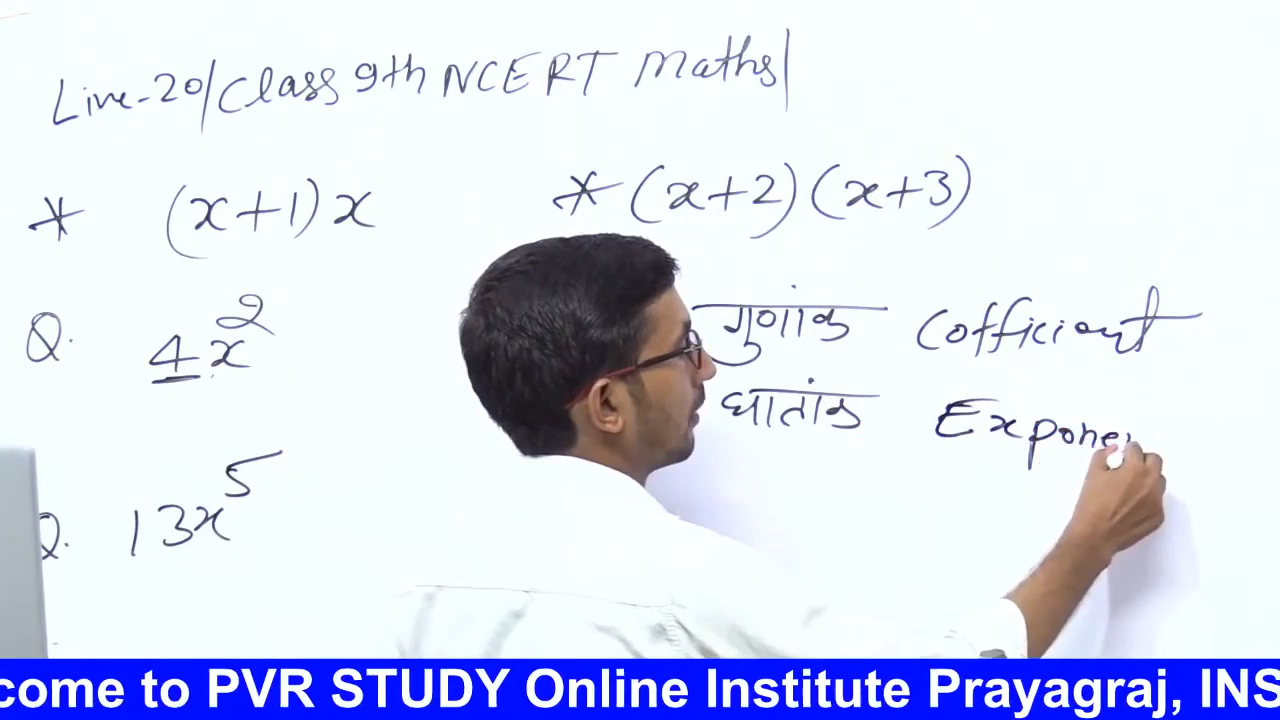 Live-20/Class 9th NCERT Maths/
* (x+1)x
* (x+2)(x+3)
Q. 4x²
गुणांक Cofficient
घातांक Expone
Q. 13x⁵
come to PVR STUDY Online Institute Prayagraj, INS